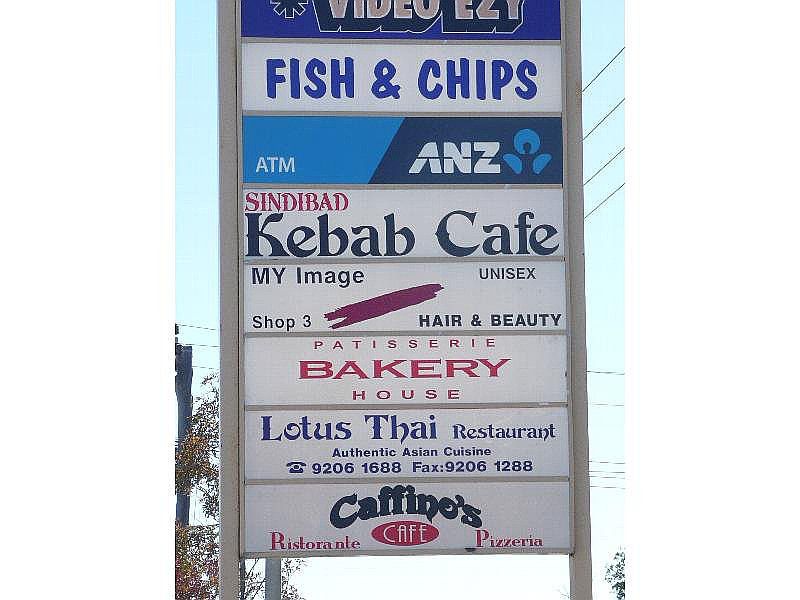 VIDEO EZY
FISH & CHIPS
ATM ANZ
SINDIBAD
Kebab Cafe
MY Image UNISEX
Shop 3 HAIR & BEAUTY
PATISSERIE
BAKERY
HOUSE
Lotus Thai Restaurant
Authentic Asian Cuisine
☎ 9206 1688 Fax:9206 1288
Caffino's
CAFE
Ristorante Pizzeria